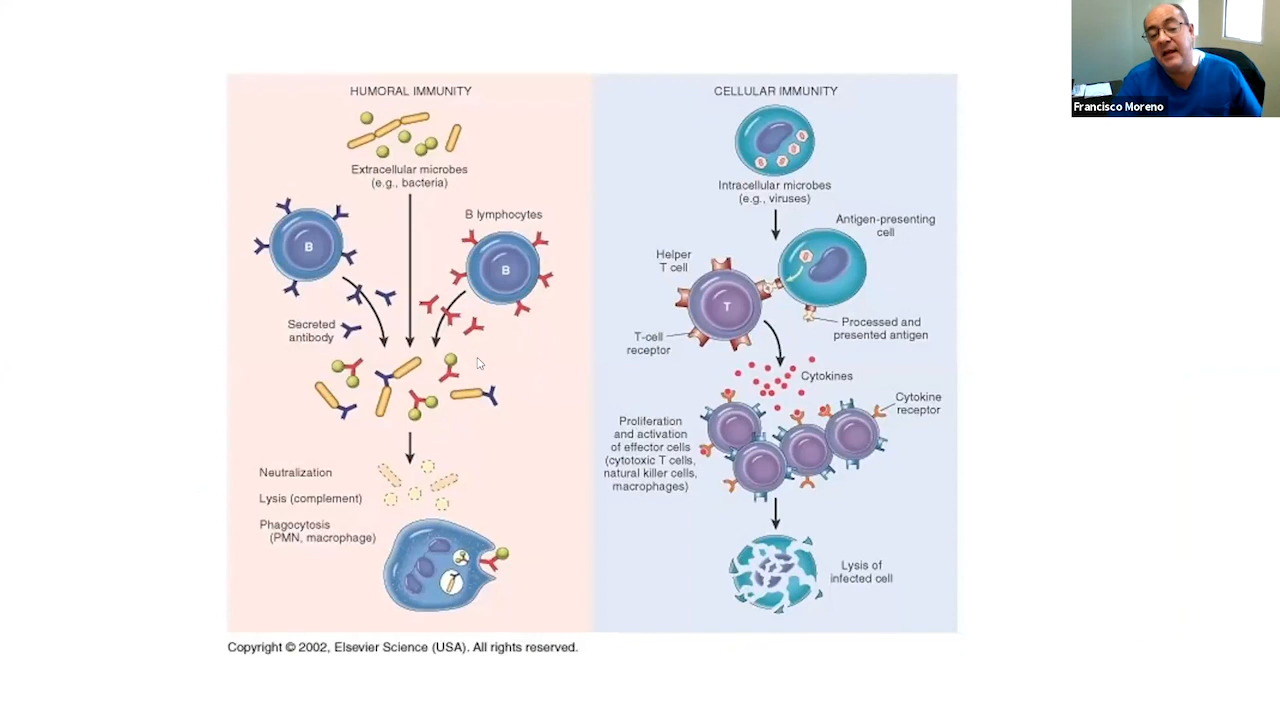 Francisco Moreno
HUMORAL IMMUNITY
Extracellular microbes
(e.g., bacteria)
B
B lymphocytes
B
Secreted
antibody
Neutralization
Lysis (complement)
Phagocytosis
(PMN, macrophage)
CELLULAR IMMUNITY
Intracellular microbes
(e.g., viruses)
Antigen-presenting
cell
Helper
T cell
T
T-cell
receptor
Processed and
presented antigen
Cytokines
Cytokine
receptor
Proliferation
and activation
of effector cells
(cytotoxic T cells,
natural killer cells,
macrophages)
Lysis of
infected cell
Copyright © 2002, Elsevier Science (USA). All rights reserved.